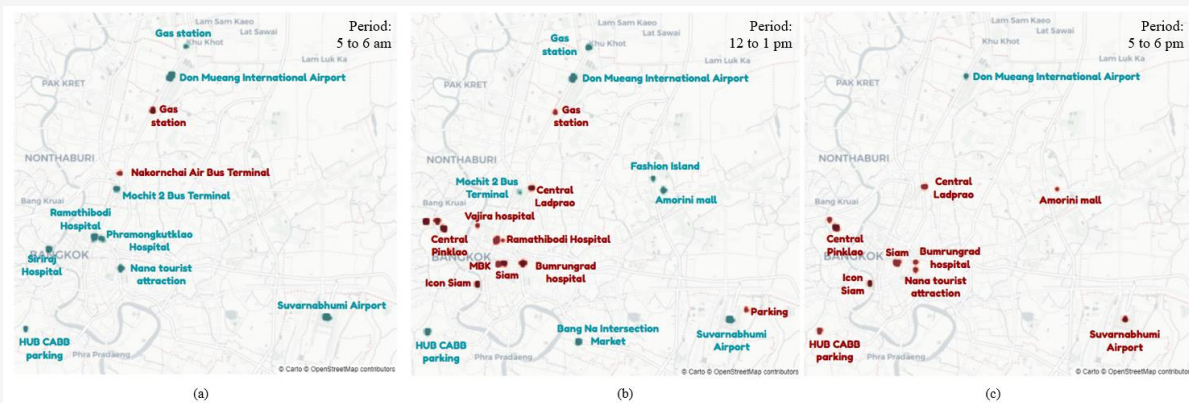 Period:
5 to 6 am
Lam Sam Kaeo
Lat Sawai
Gas station
Khu Khot
Lam Luk Ka
PAK KRET
Don Mueang International Airport
Gas
station
NONTHABURI
Nakornchai Air Bus Terminal
Mochit 2 Bus Terminal
Bang Kruai
Ramathibodi
Hospital
Phramongkutklao
Hospital
BANGKOK
Siriraj
Hospital
Nana tourist
attraction
Suvarnabhumi Airport
HUB CABB
parking
Phra Pradaeng
© Carto © OpenStreetMap contributors
(a)
Period:
12 to 1 pm
Lam Sam Kaeo
Lat Sawai
Gas
station
Khu Khot
Lam Luk Ka
PAK KRET
Don Mueang International Airport
Gas
station
NONTHABURI
Fashion Island
Mochit 2 Bus
Terminal
Central
Ladprao
Amorini mall
Bang Kruai
Vajira hospital
Central
Pinklao
Ramathibodi Hospital
BANGKOK
MBK
Siam
Bumrungrad
hospital
Icon Siam
Parking
Bang Na Intersection
Market
Suvarnabhumi
Airport
HUB CABB
parking
Phra Pradaeng
© Carto © OpenStreetMap contributors
(b)
Period:
5 to 6 pm
Lam Sam Kaeo
Lat Sawai
Khu Khot
Lam Luk Ka
PAK KRET
Don Mueang International Airport
NONTHABURI
Central
Ladprao
Amorini mall
Bang Kruai
Central
Pinklao
BANGKOK
Siam
Bumrungrad
hospital
Icon
Siam
Nana tourist
attraction
Suvarnabhumi
Airport
HUB CABB
parking
Phra Pradaeng
© Carto © OpenStreetMap contributors
(c)